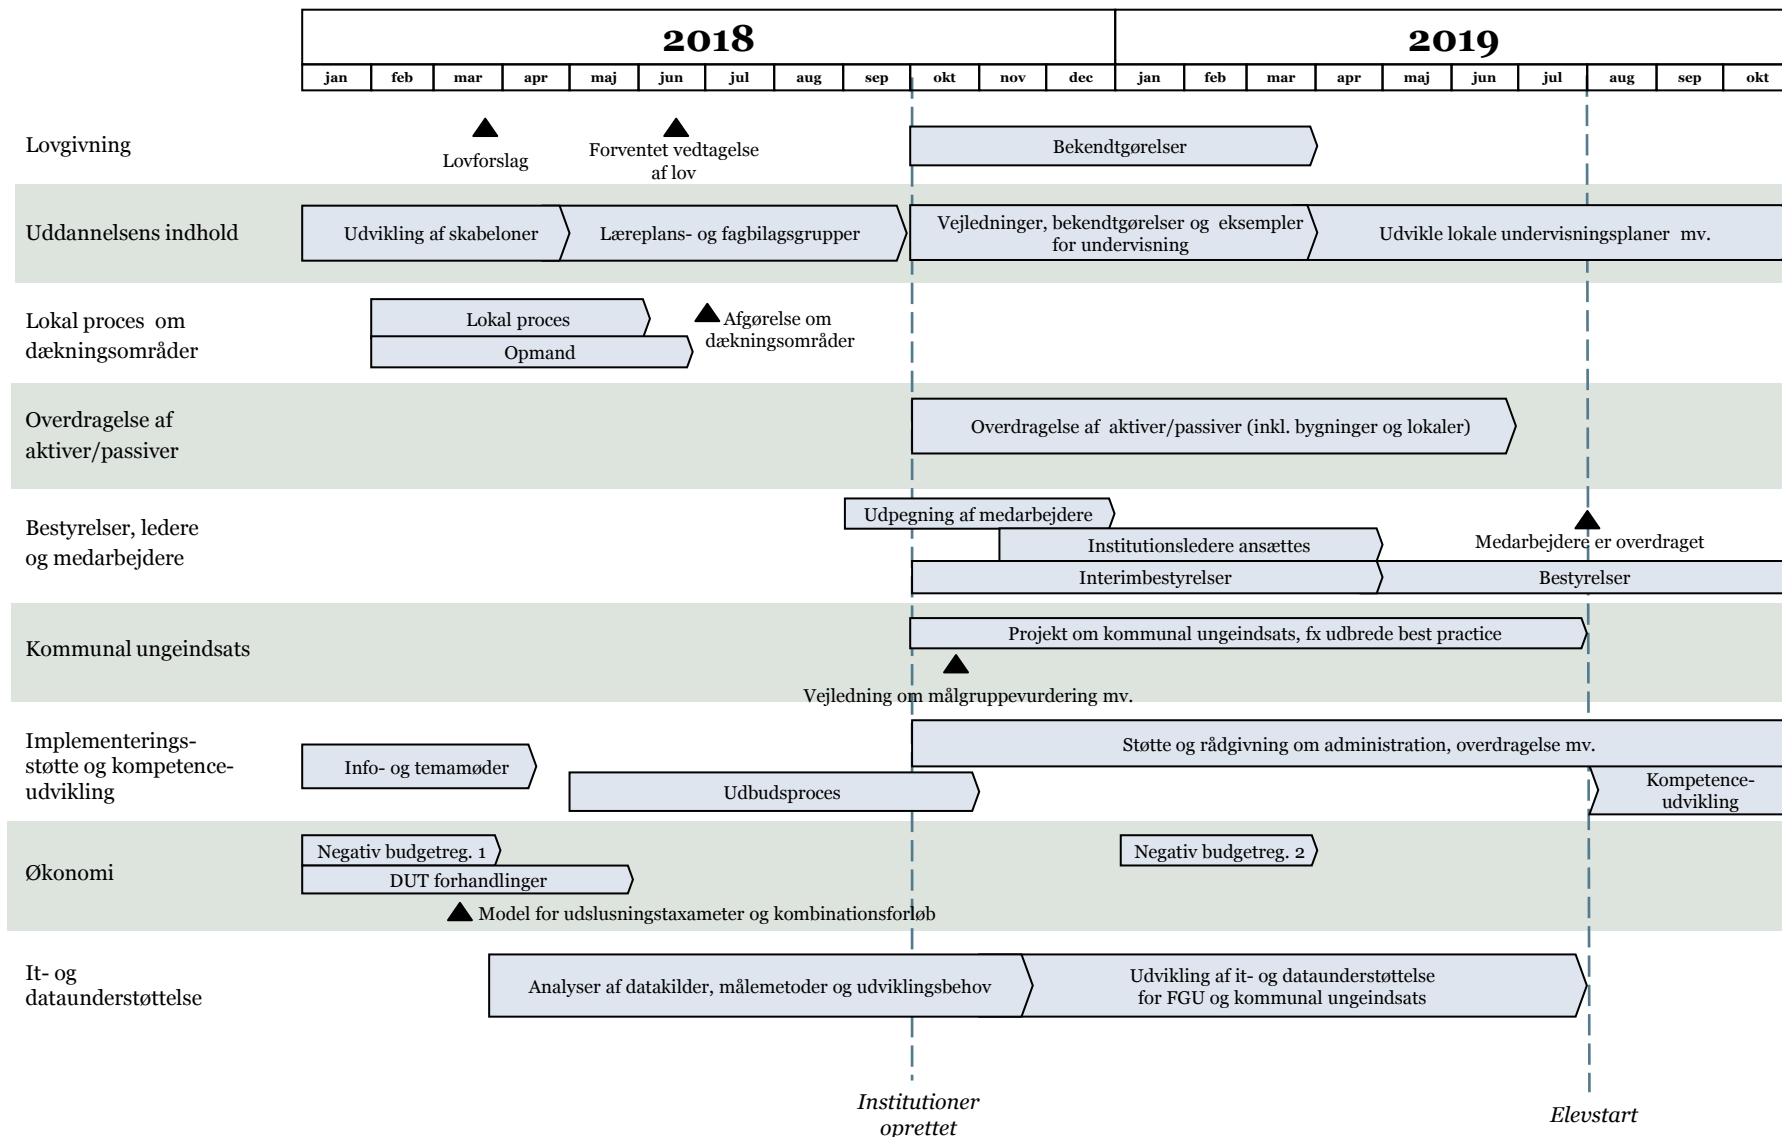 2018
2019
jan feb mar apr maj jun jul aug sep okt nov dec jan feb mar apr maj jun jul aug sep okt
Lovgivning
Lovforslag
Forventet vedtagelse
af lov
Bekendtgørelser
Uddannelsens indhold
Udvikling af skabeloner
Læreplans- og fagbilagsgrupper
Vejledninger, bekendtgørelser og eksempler
for undervisning
Udvikle lokale undervisningsplaner mv.
Lokal proces om
dækningsområder
Lokal proces
Opmand
Afgørelse om
dækningsområder
Overdragelse af
aktiver/passiver
Overdragelse af aktiver/passiver (inkl. bygninger og lokaler)
Bestyrelser, ledere
og medarbejdere
Udpegning af medarbejdere
Institutionsledere ansættes
Medarbejdere er overdraget
Interimbestyrelser
Bestyrelser
Kommunal ungeindsats
Projekt om kommunal ungeindsats, fx udbrede best practice
Vejledning om målgruppevurdering mv.
Implementerings-
støtte og kompetence-
udvikling
Info- og temamøder
Udbudsproces
Støtte og rådgivning om administration, overdragelse mv.
Kompetence-
udvikling
Økonomi
Negativ budgetreg. 1
DUT forhandlinger
Negativ budgetreg. 2
Model for udslusningstaxameter og kombinationsforløb
It- og
dataunderstøttelse
Analyser af datakilder, målemetoder og udviklingsbehov
Udvikling af it- og dataunderstøttelse
for FGU og kommunal ungeindsats
Institutioner
oprettet
Elevstart